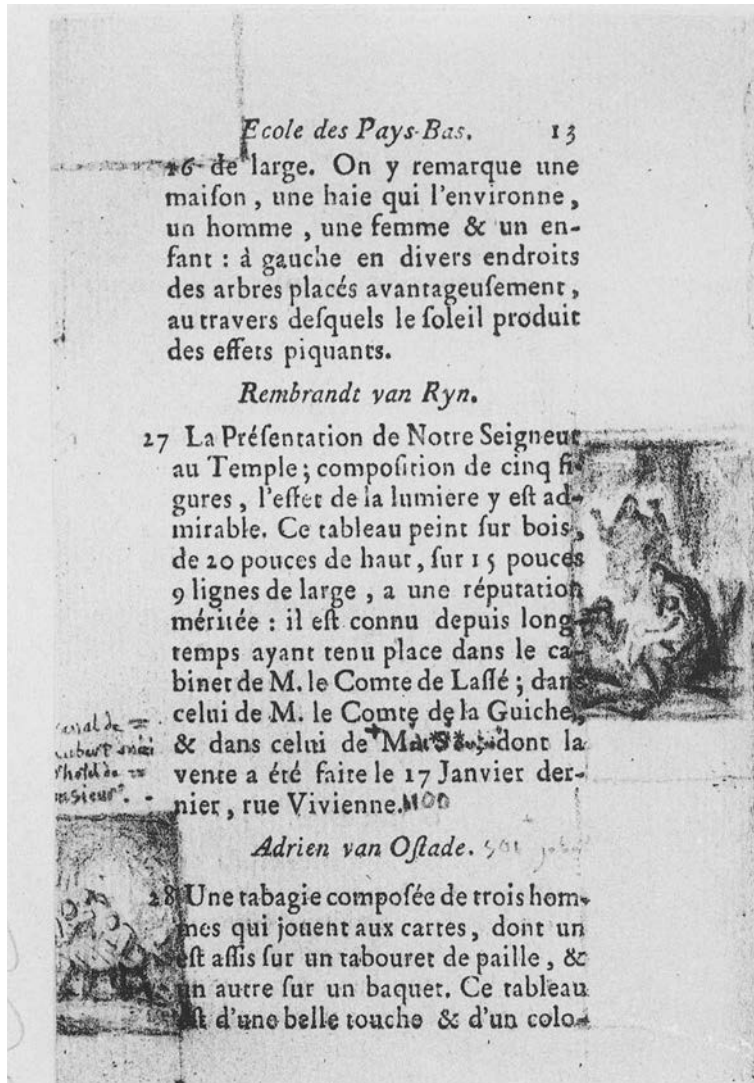 Ecole des Pays-Bas. 13
26 de large. On y remarque une
maiſon, une haie qui l'environne,
un homme, une femme & un en-
fant : à gauche en divers endroits
des arbres placés avantageuſement,
au travers deſquels le ſoleil produit
des effets piquants.
Rembrandt van Ryn.
27 La Préſentation de Notre Seigneur
au Temple ; compoſition de cinq fi-
gures, l'effet de la lumiere y eſt ad-
mirable. Ce tableau peint ſur bois,
de 20 pouces de haut, ſur 15 pouces
9 lignes de large, a une réputation
méritée : il eſt connu depuis long-
temps ayant tenu place dans le ca-
binet de M. le Comte de Laſſé ; dans
celui de M. le Comte de la Guiche,
& dans celui de dont la
vente a été faite le 17 Janvier der-
nier, rue Vivienne.
Adrien van Oſtade.
28 Une tabagie compoſée de trois hom-
mes qui jouent aux cartes, dont un
eſt aſſis ſur un tabouret de paille, &
un autre ſur un baquet. Ce tableau
eſt d'une belle touche & d'un colo-